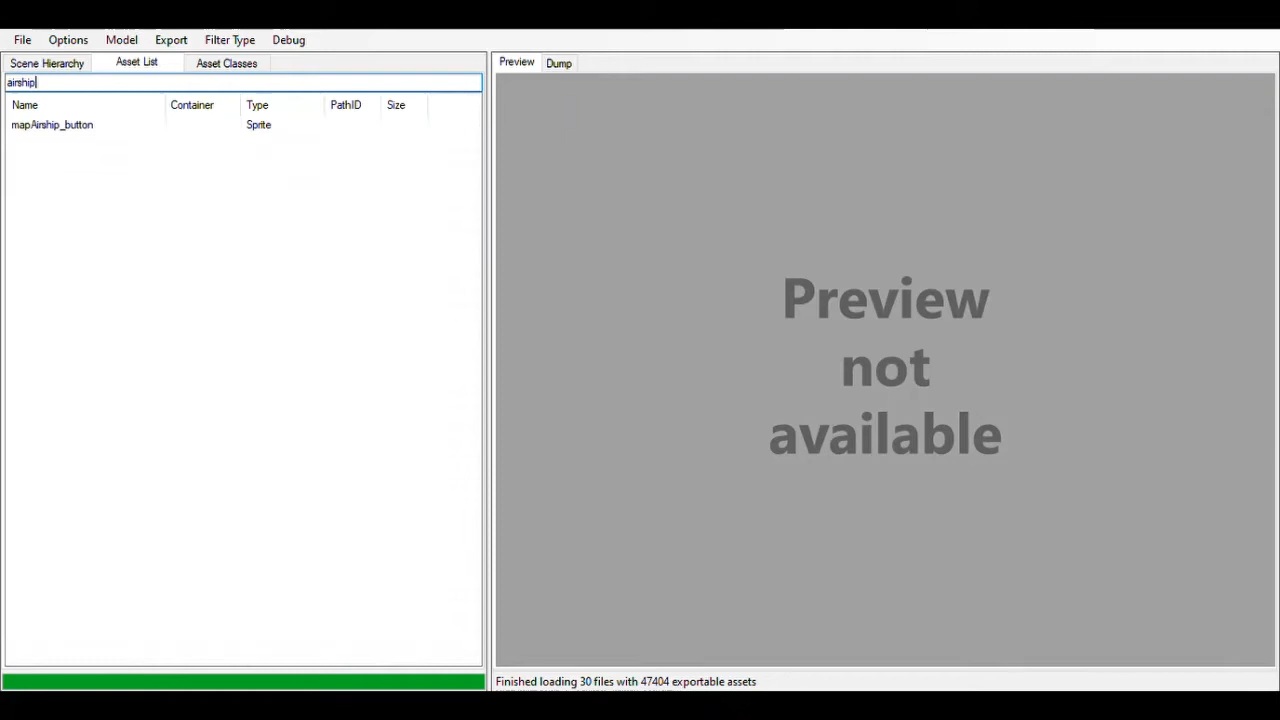 File Options Model Export Filter Type Debug
Scene Hierarchy Asset List Asset Classes
Preview Dump
airship
Name Container Type PathID Size
mapAirship_button Sprite
Preview
not
available
Finished loading 30 files with 47404 exportable assets